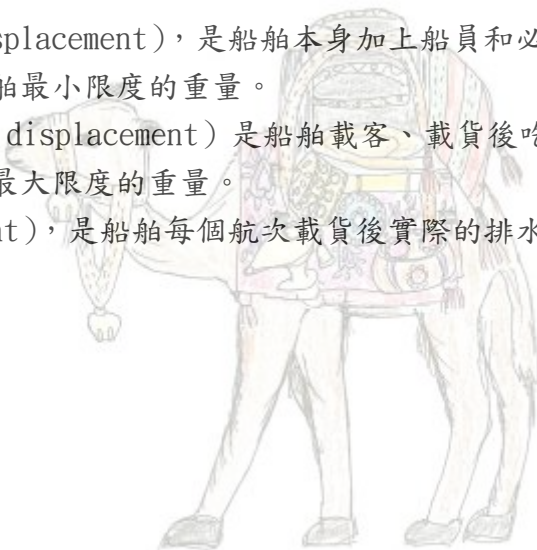 splacement)，是船舶本身加上船員和必
舶最小限度的重量。
displacement) 是船舶載客、載貨後吃
最大限度的重量。
nt)，是船舶每個航次載貨後實際的排水